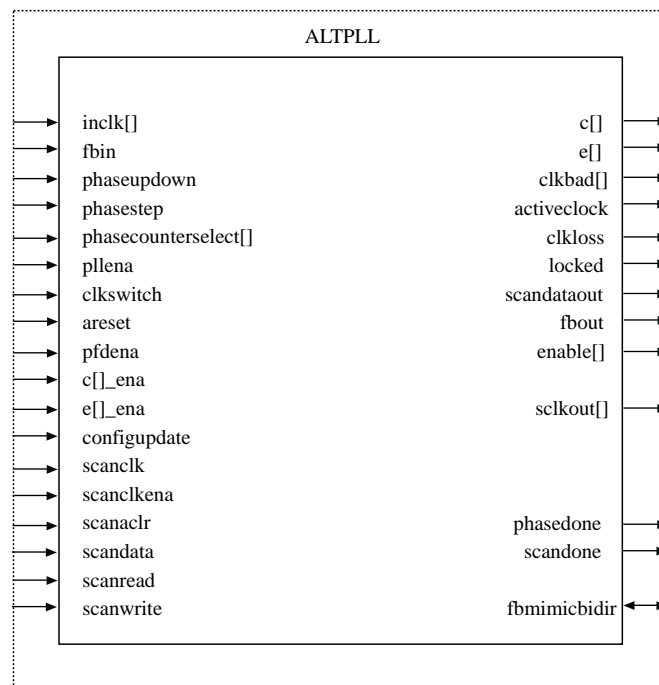 ALTPLL
inclk[]
fbin
phaseupdown
phasestep
phasecounterselect[]
pllena
clkswitch
areset
pfdena
c[]_ena
e[]_ena
configupdate
scanclk
scanclkena
scanaclr
scandata
scanread
scanwrite
c[]
e[]
clkbad[]
activeclock
clkloss
locked
scandataout
fbout
enable[]
sclkout[]
phasedone
scandone
fbmimicbidir